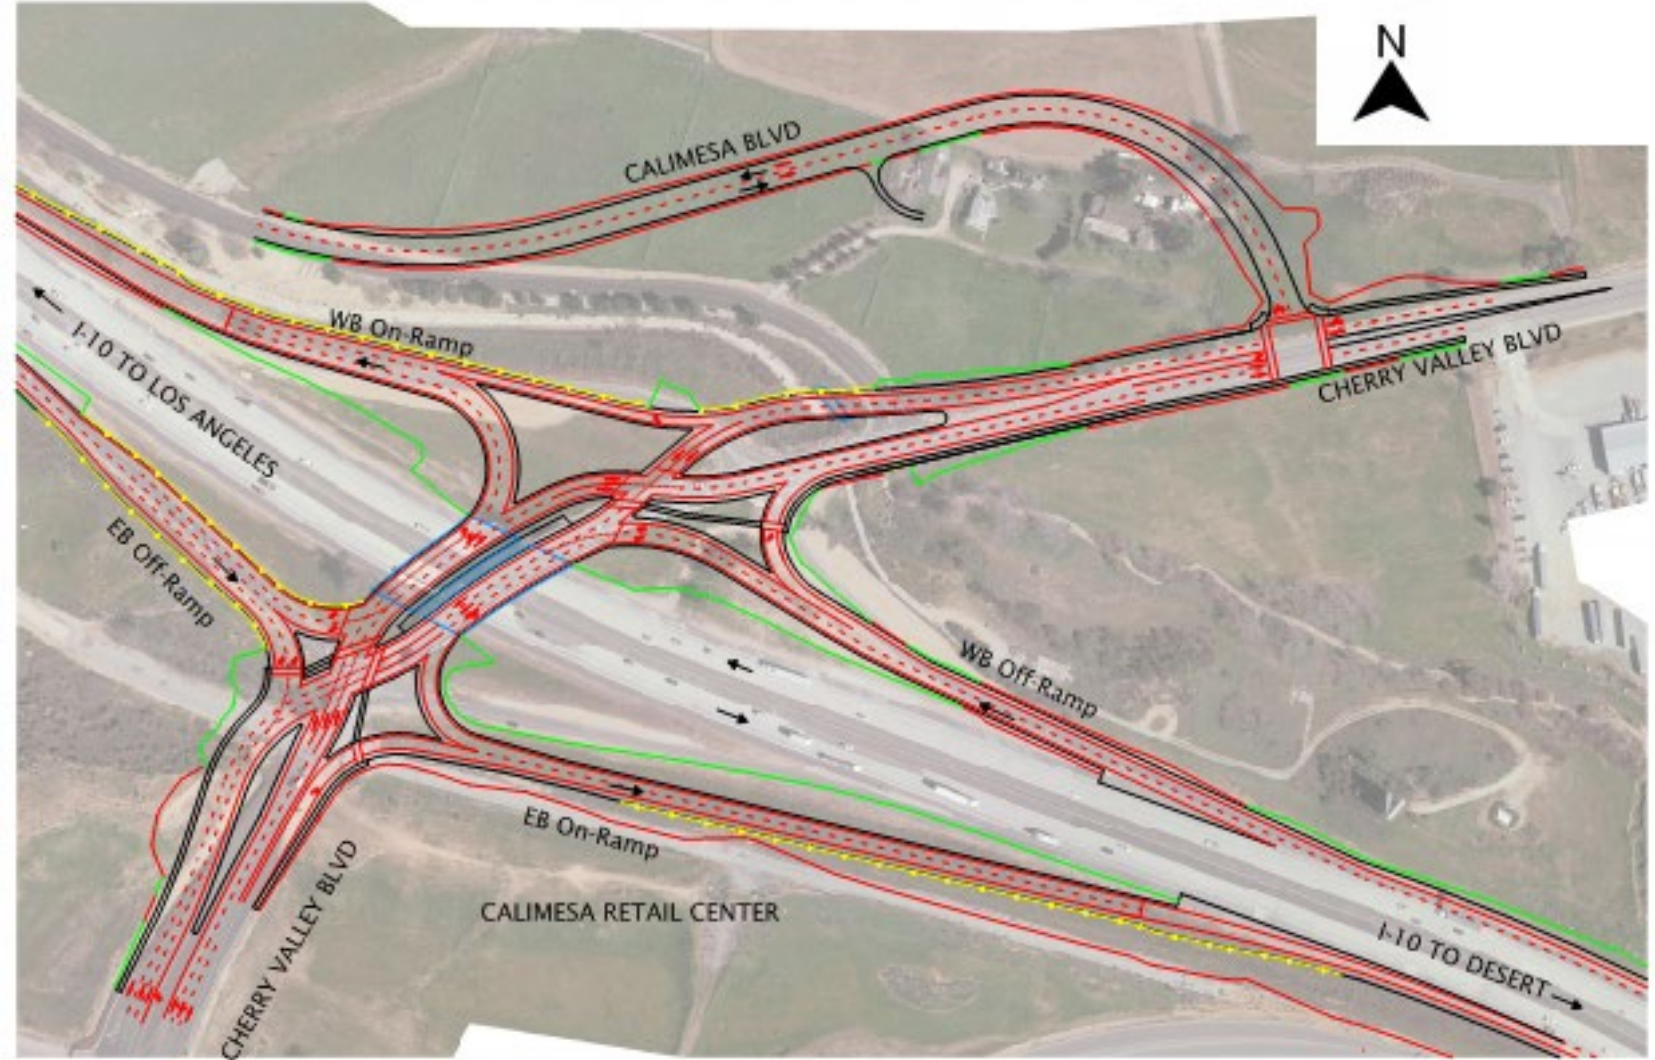 N
CALIMESA BLVD
WB On-Ramp
I-10 TO LOS ANGELES
CHERRY VALLEY BLVD
EB Off-Ramp
WB Off-Ramp
EB On-Ramp
CHERRY VALLEY BLVD
CALIMESA RETAIL CENTER
I-10 TO DESERT